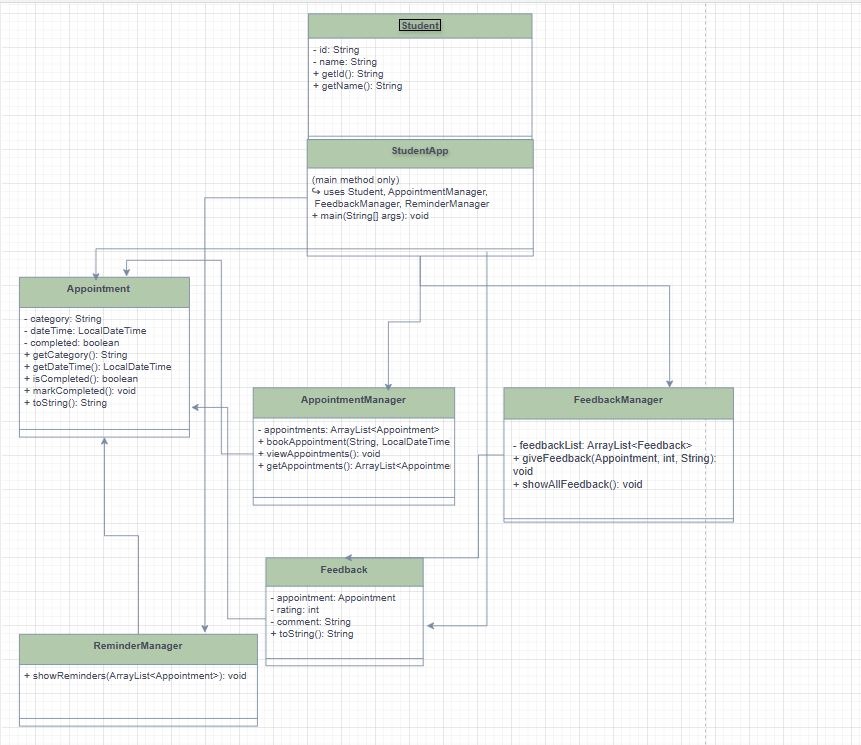 Student
- id: String
- name: String
+ getId(): String
+ getName(): String
StudentApp
(main method only)
↪ uses Student, AppointmentManager,
FeedbackManager, ReminderManager
+ main(String[] args): void
Appointment
- category: String
- dateTime: LocalDateTime
- completed: boolean
+ getCategory(): String
+ getDateTime(): LocalDateTime
+ isCompleted(): boolean
+ markCompleted(): void
+ toString(): String
AppointmentManager
- appointments: ArrayList<Appointment>
+ bookAppointment(String, LocalDateTime
+ viewAppointments(): void
+ getAppointments(): ArrayList<Appointme
FeedbackManager
- feedbackList: ArrayList<Feedback>
+ giveFeedback(Appointment, int, String):
void
+ showAllFeedback(): void
Feedback
- appointment: Appointment
- rating: int
- comment: String
+ toString(): String
ReminderManager
+ showReminders(ArrayList<Appointment>): void